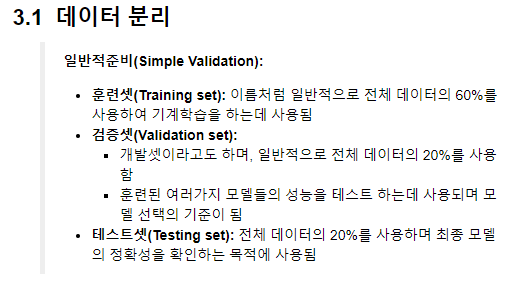 3.1 데이터 분리
일반적준비(Simple Validation):
• 훈련셋(Training set): 이름처럼 일반적으로 전체 데이터의 60%를
사용하여 기계학습을 하는데 사용됨
• 검증셋(Validation set):
▪ 개발셋이라고도 하며, 일반적으로 전체 데이터의 20%를 사용
함
▪ 훈련된 여러가지 모델들의 성능을 테스트 하는데 사용되며 모
델 선택의 기준이 됨
• 테스트셋(Testing set): 전체 데이터의 20%를 사용하며 최종 모델
의 정확성을 확인하는 목적에 사용됨